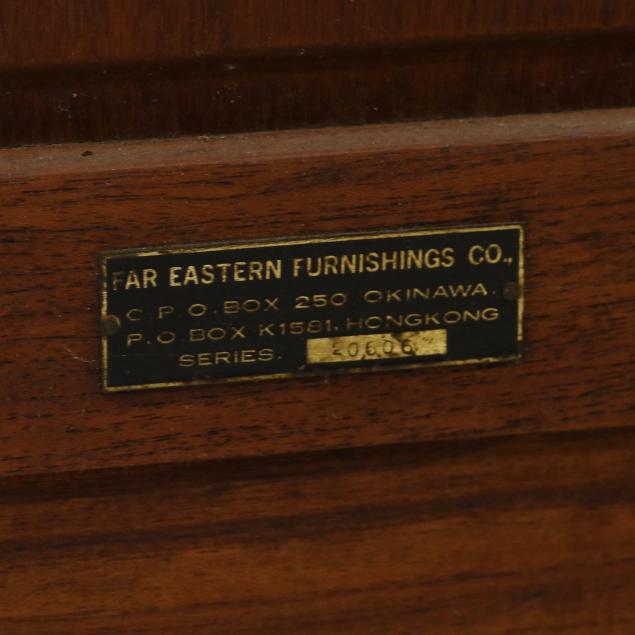 FAR EASTERN FURNISHINGS CO.,
C.P.O. BOX 250, OKINAWA.
P.O. BOX K1581, HONGKONG
SERIES. 20606